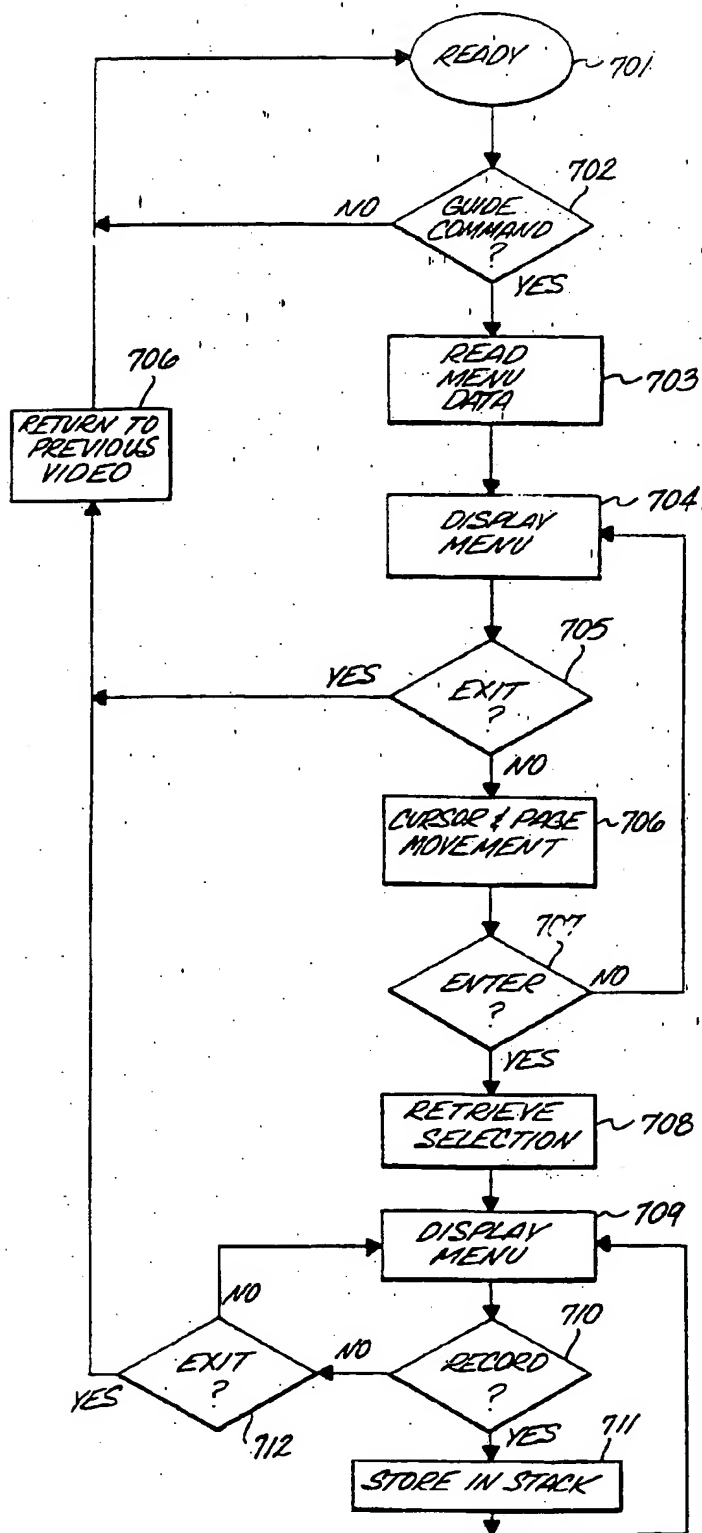 READY
701
702
GUIDE
COMMAND
?
NO
YES
READ
MENU
DATA
703
706
RETURN TO
PREVIOUS
VIDEO
704
DISPLAY
MENU
705
YES
EXIT
?
NO
CURSOR & PAGE
MOVEMENT
706
707
ENTER
?
NO
YES
RETRIEVE
SELECTION
708
709
DISPLAY
MENU
NO
710
EXIT
?
NO
RECORD
?
YES
712
YES
711
STORE IN STACK